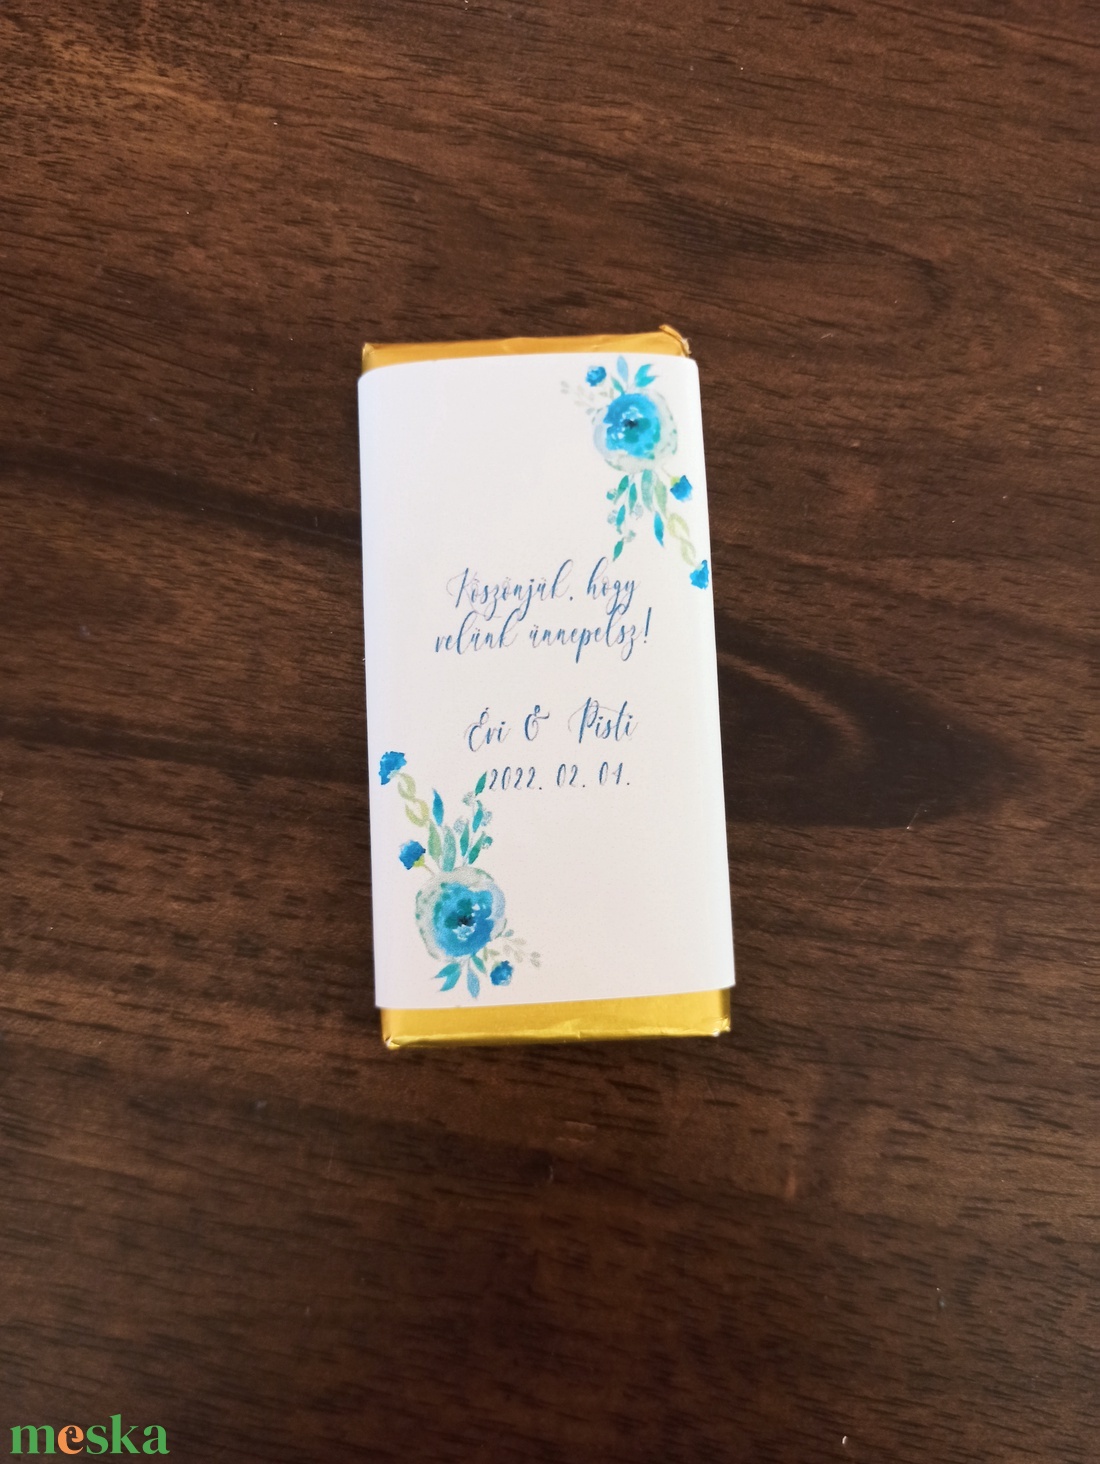 Köszönjük, hogy
velünk ünnepelsz!
Évi & Pisti
2022. 02. 01.
meska